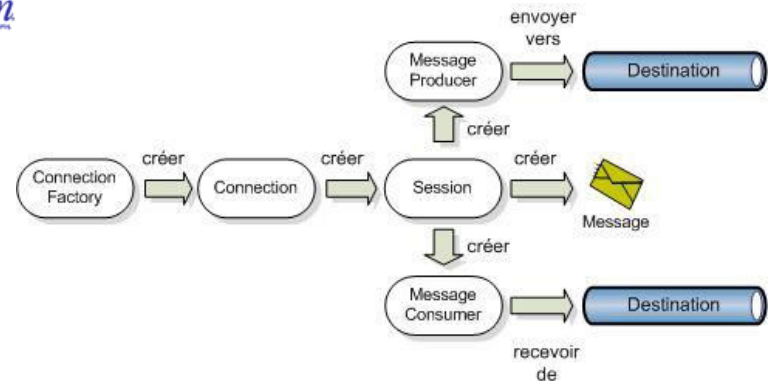 envoyer
vers
Message
Producer
Destination
créer
créer
créer
créer
Connection
Factory
Connection
Session
Message
créer
Message
Consumer
Destination
recevoir
de